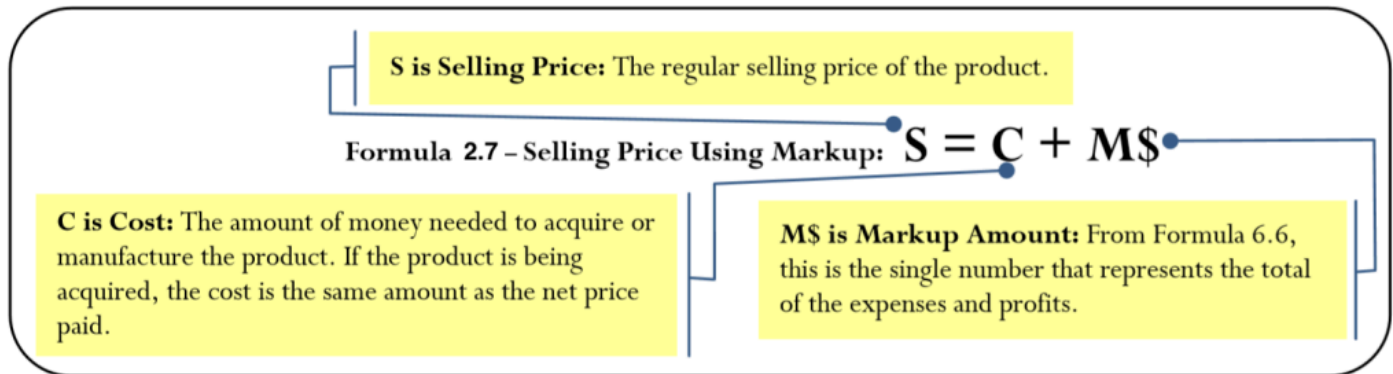 S is Selling Price: The regular selling price of the product.
Formula 2.7 – Selling Price Using Markup: S = C + M$
C is Cost: The amount of money needed to acquire or
manufacture the product. If the product is being
acquired, the cost is the same amount as the net price
paid.
M$ is Markup Amount: From Formula 6.6,
this is the single number that represents the total
of the expenses and profits.